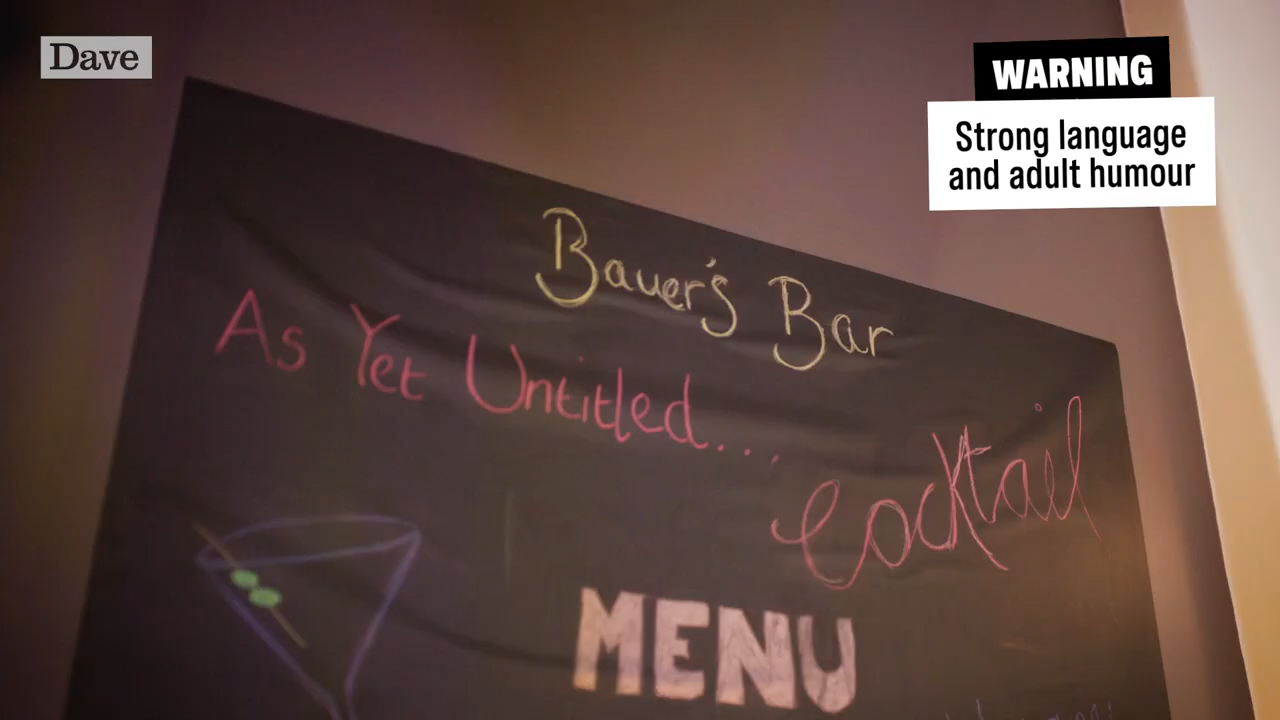 Dave
WARNING
Strong language
and adult humour
Bauer's Bar
As Yet Untitled...
Cocktail
MENU